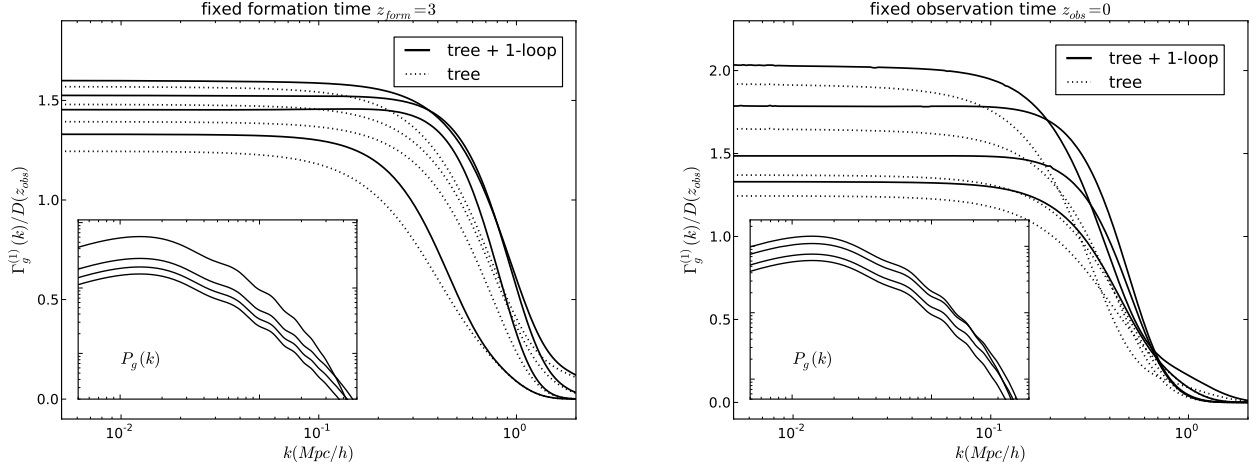 fixed formation time z_form=3
tree + 1-loop
tree
Γ_g^(1)(k)/D(z_obs)
1.5
1.0
0.5
0.0
P_g(k)
10^-2
10^-1
10^0
k(Mpc/h)
fixed observation time z_obs=0
tree + 1-loop
tree
Γ_g^(1)(k)/D(z_obs)
2.0
1.5
1.0
0.5
0.0
P_g(k)
10^-2
10^-1
10^0
k(Mpc/h)